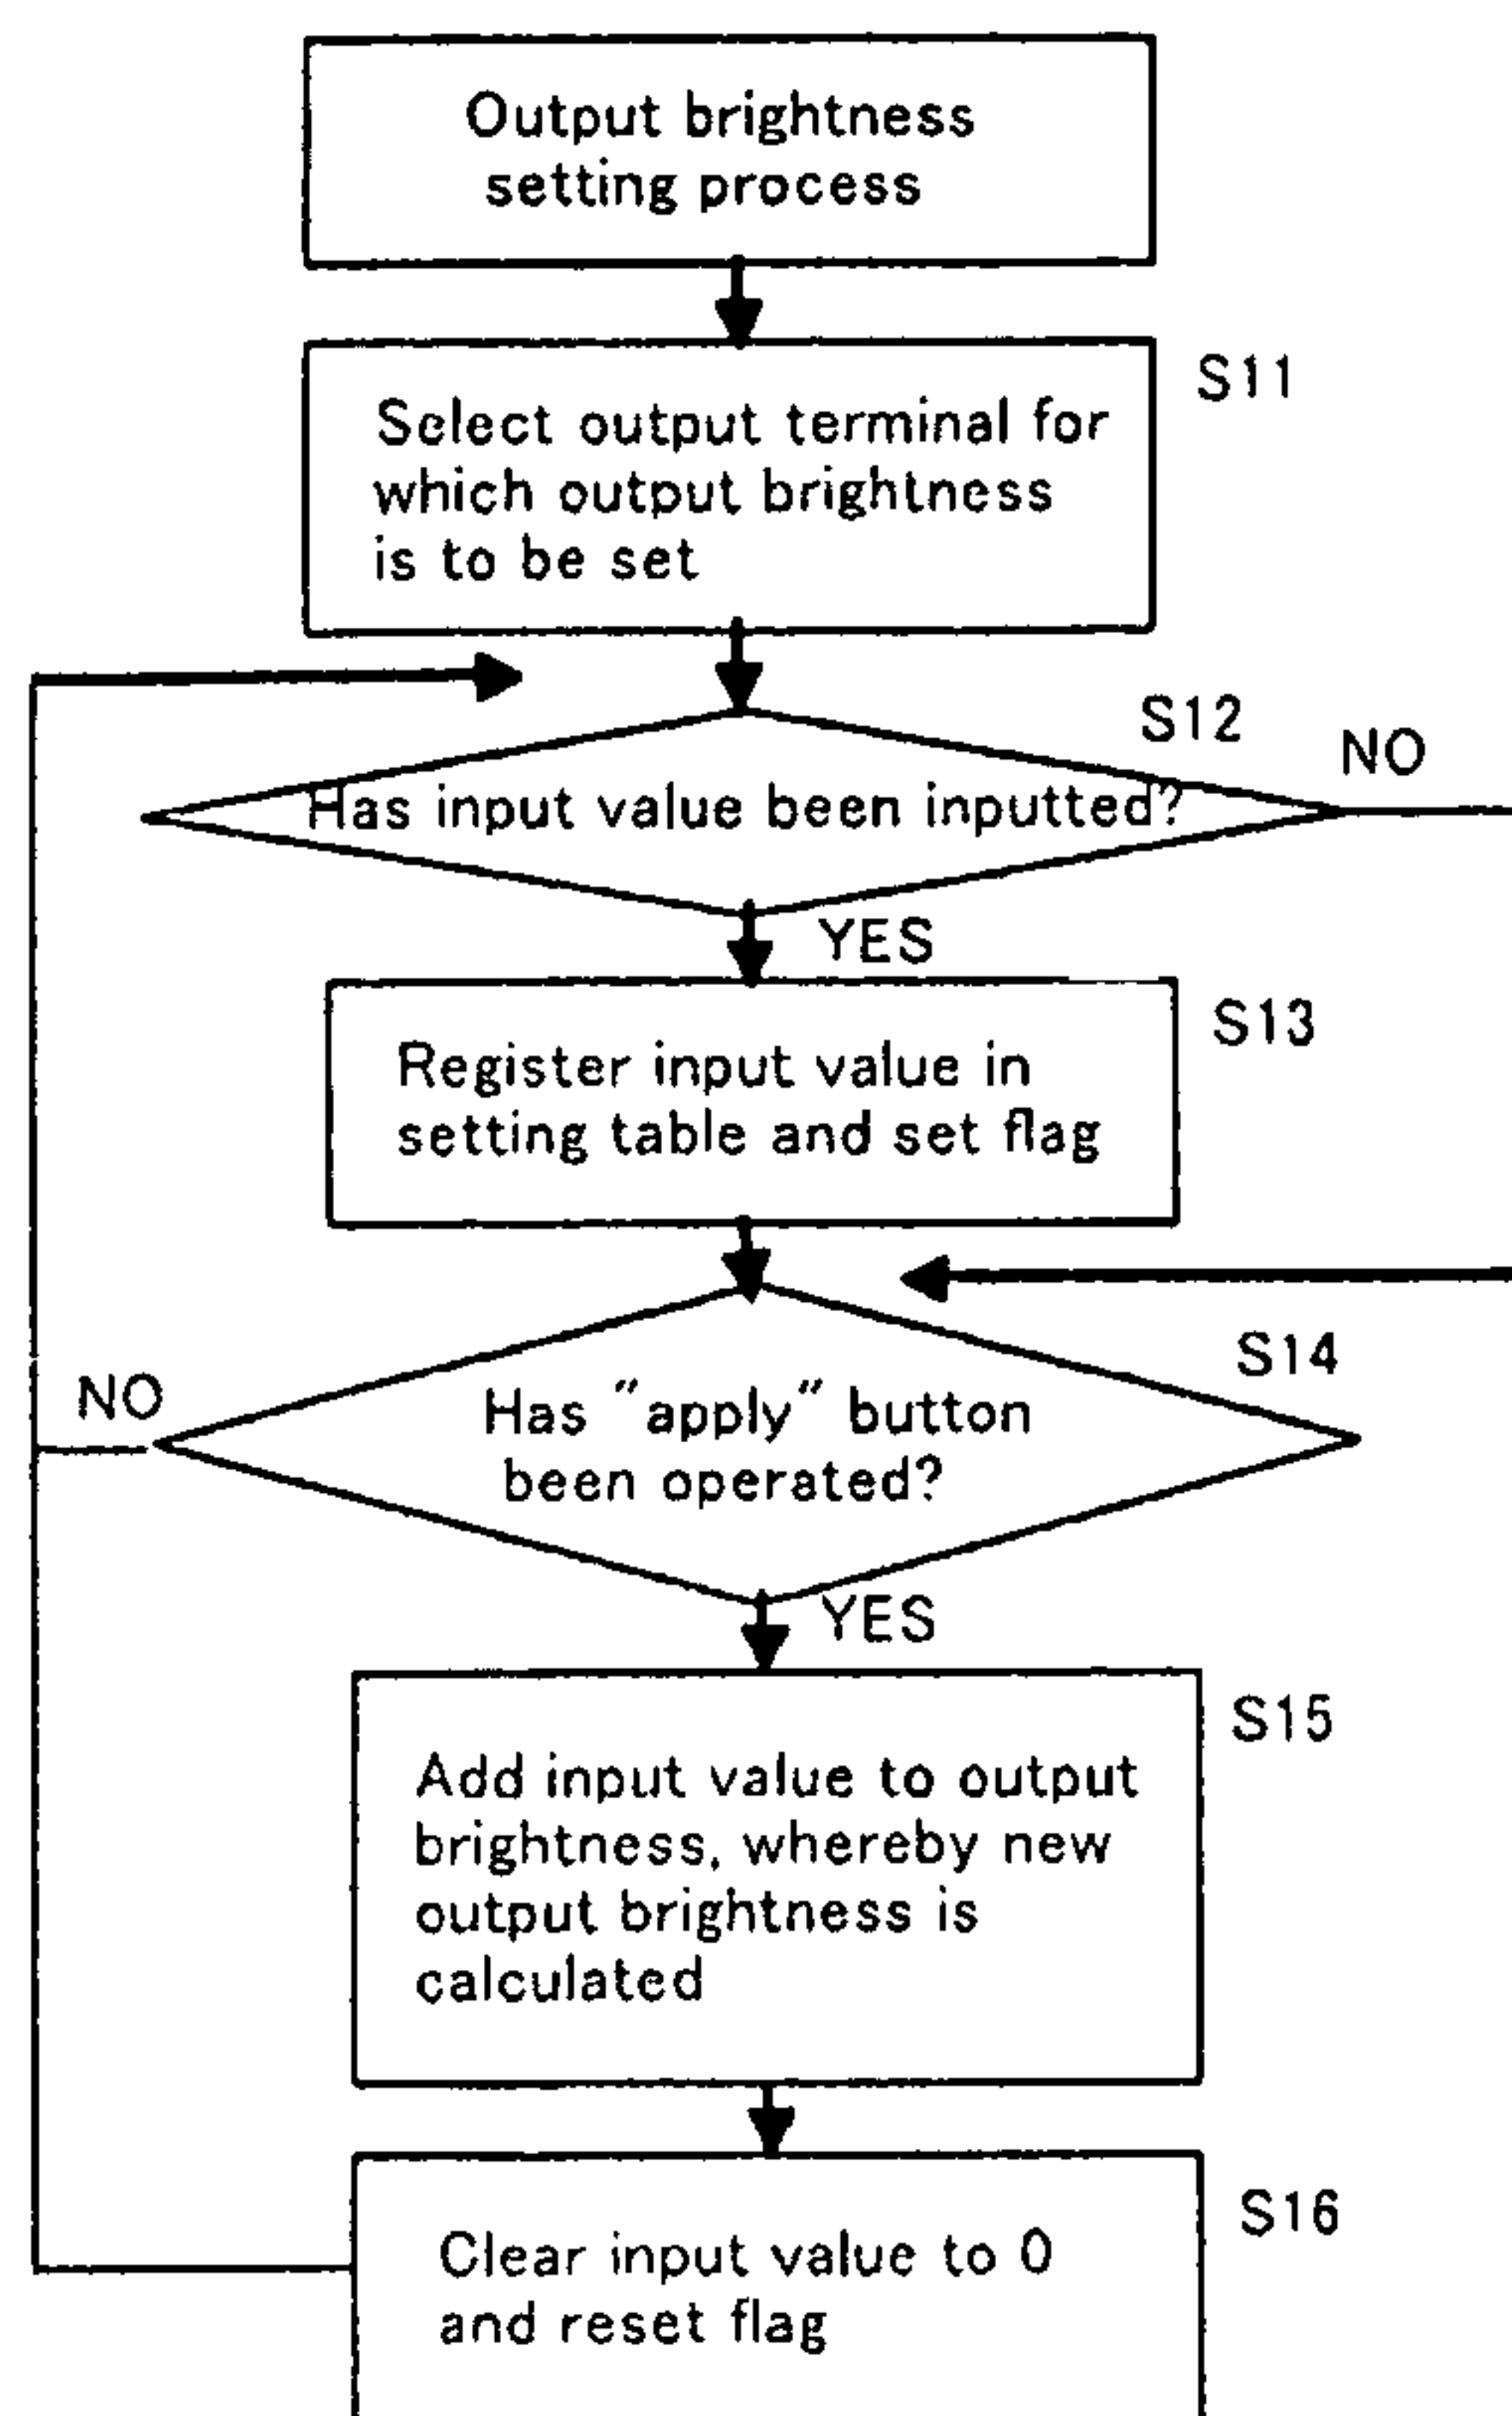 Output brightness
setting process
S11
Select output terminal for
which output brightness
is to be set
S12
NO
Has input value been inputted?
YES
S13
Register input value in
setting table and set flag
S14
NO
Has "apply" button
been operated?
YES
S15
Add input value to output
brightness, whereby new
output brightness is
calculated
S16
Clear input value to 0
and reset flag